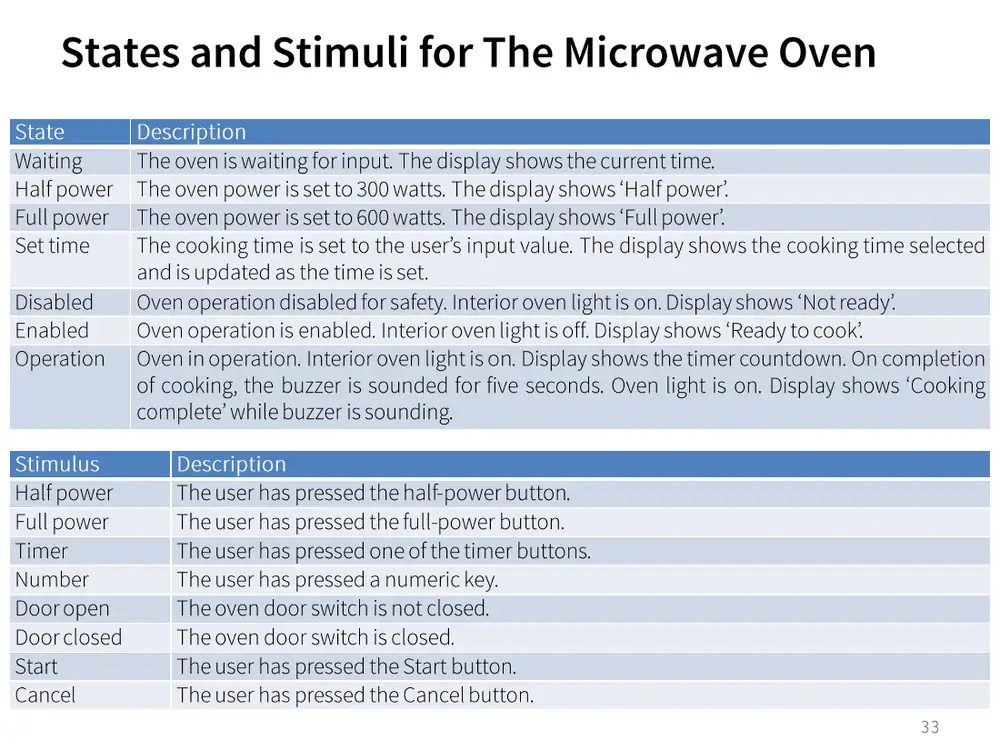 States and Stimuli for The Microwave Oven
State Description
Waiting The oven is waiting for input. The display shows the current time.
Half power The oven power is set to 300 watts. The display shows ‘Half power’.
Full power The oven power is set to 600 watts. The display shows ‘Full power’.
Set time The cooking time is set to the user’s input value. The display shows the cooking time selected
and is updated as the time is set.
Disabled Oven operation disabled for safety. Interior oven light is on. Display shows ‘Not ready’.
Enabled Oven operation is enabled. Interior oven light is off. Display shows ‘Ready to cook’.
Operation Oven in operation. Interior oven light is on. Display shows the timer countdown. On completion
of cooking, the buzzer is sounded for five seconds. Oven light is on. Display shows ‘Cooking
complete’ while buzzer is sounding.
Stimulus Description
Half power The user has pressed the half-power button.
Full power The user has pressed the full-power button.
Timer The user has pressed one of the timer buttons.
Number The user has pressed a numeric key.
Door open The oven door switch is not closed.
Door closed The oven door switch is closed.
Start The user has pressed the Start button.
Cancel The user has pressed the Cancel button.
33